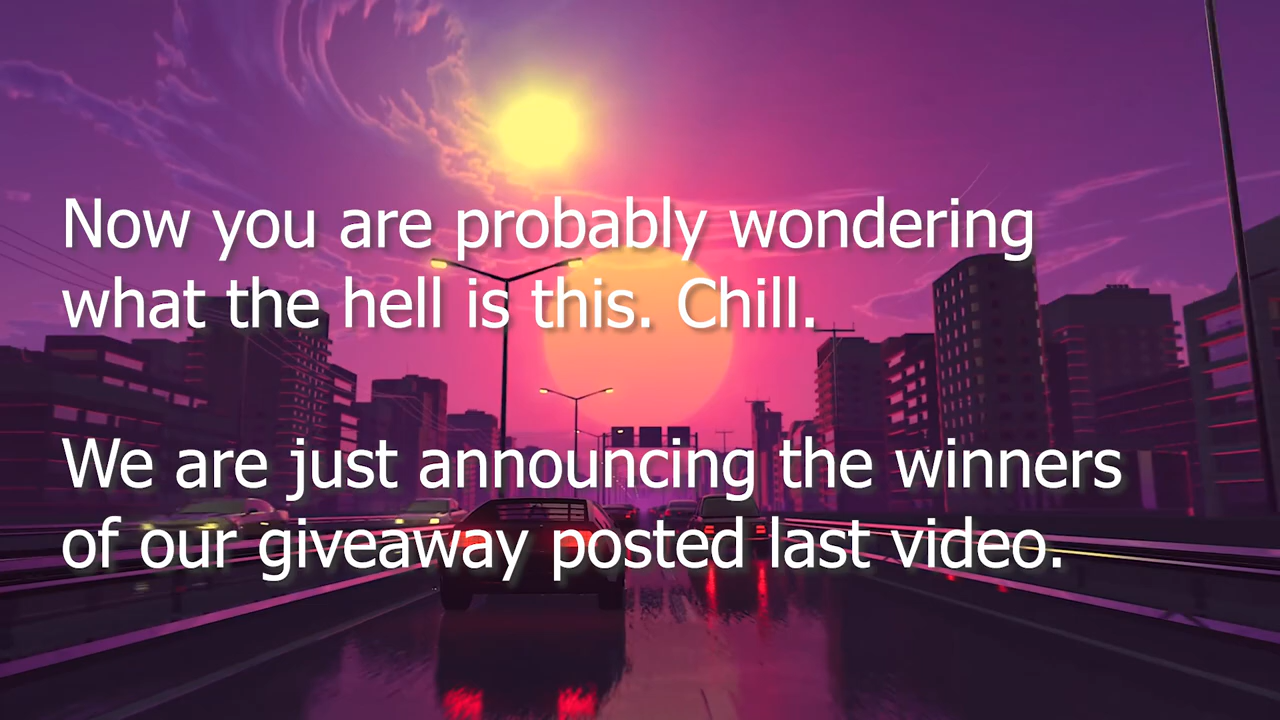 Now you are probably wondering
what the hell is this. Chill.
We are just announcing the winners
of our giveaway posted last video.